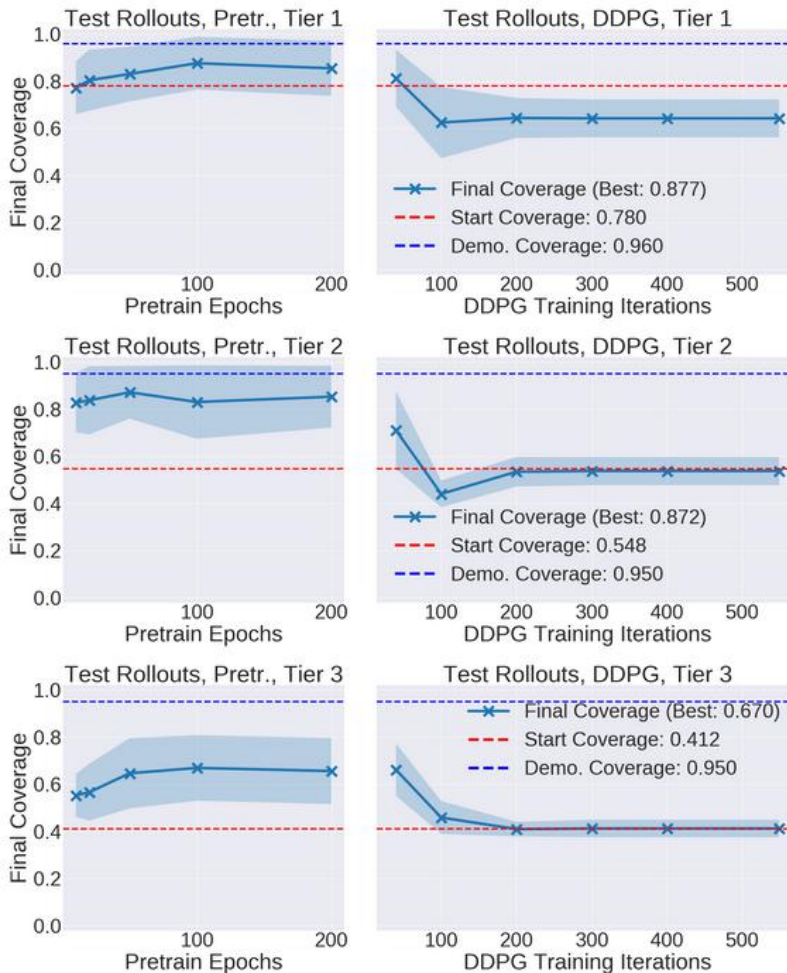 Test Rollouts, Pretr., Tier 1
Final Coverage
1.0
0.8
0.6
0.4
0.2
0.0
100
200
Pretrain Epochs
Test Rollouts, DDPG, Tier 1
Final Coverage (Best: 0.877)
Start Coverage: 0.780
Demo. Coverage: 0.960
100
200
300
400
500
DDPG Training Iterations
Test Rollouts, Pretr., Tier 2
Final Coverage
1.0
0.8
0.6
0.4
0.2
0.0
100
200
Pretrain Epochs
Test Rollouts, DDPG, Tier 2
Final Coverage (Best: 0.872)
Start Coverage: 0.548
Demo. Coverage: 0.950
100
200
300
400
500
DDPG Training Iterations
Test Rollouts, Pretr., Tier 3
Final Coverage
1.0
0.8
0.6
0.4
0.2
0.0
100
200
Pretrain Epochs
Test Rollouts, DDPG, Tier 3
Final Coverage (Best: 0.670)
Start Coverage: 0.412
Demo. Coverage: 0.950
100
200
300
400
500
DDPG Training Iterations